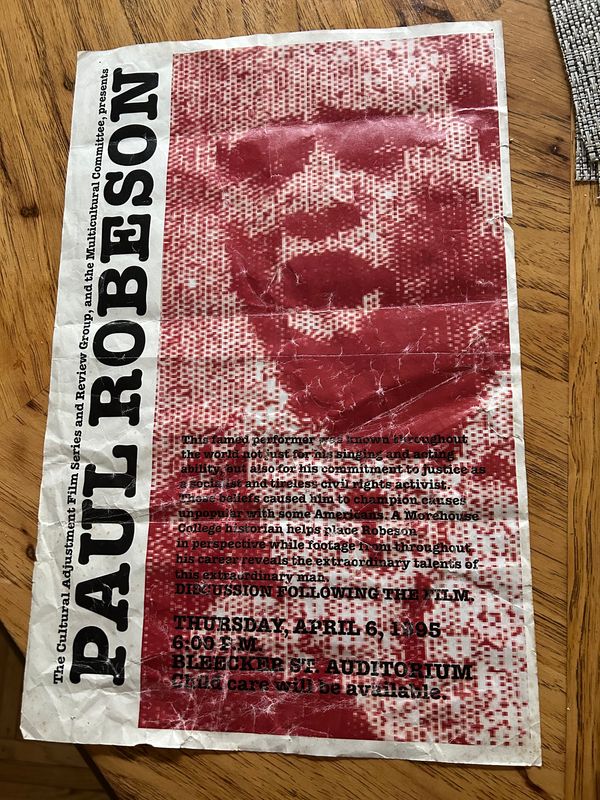 The Cultural Adjustment Film Series and Review Group, and the Multicultural Committee, presents
PAUL ROBESON
This famed performer was known throughout
the world not just for his singing and acting
ability, but also for his commitment to justice as
a socialist and tireless civil rights activist.
These beliefs caused him to champion causes
unpopular with some Americans. A Morehouse
College historian helps place Robeson
in perspective while footage from throughout
his career reveals the extraordinary talents of
this extraordinary man.
DISCUSSION FOLLOWING THE FILM.
THURSDAY, APRIL 6, 1995
6:00 P.M.
BLEECKER ST. AUDITORIUM
Child care will be available.